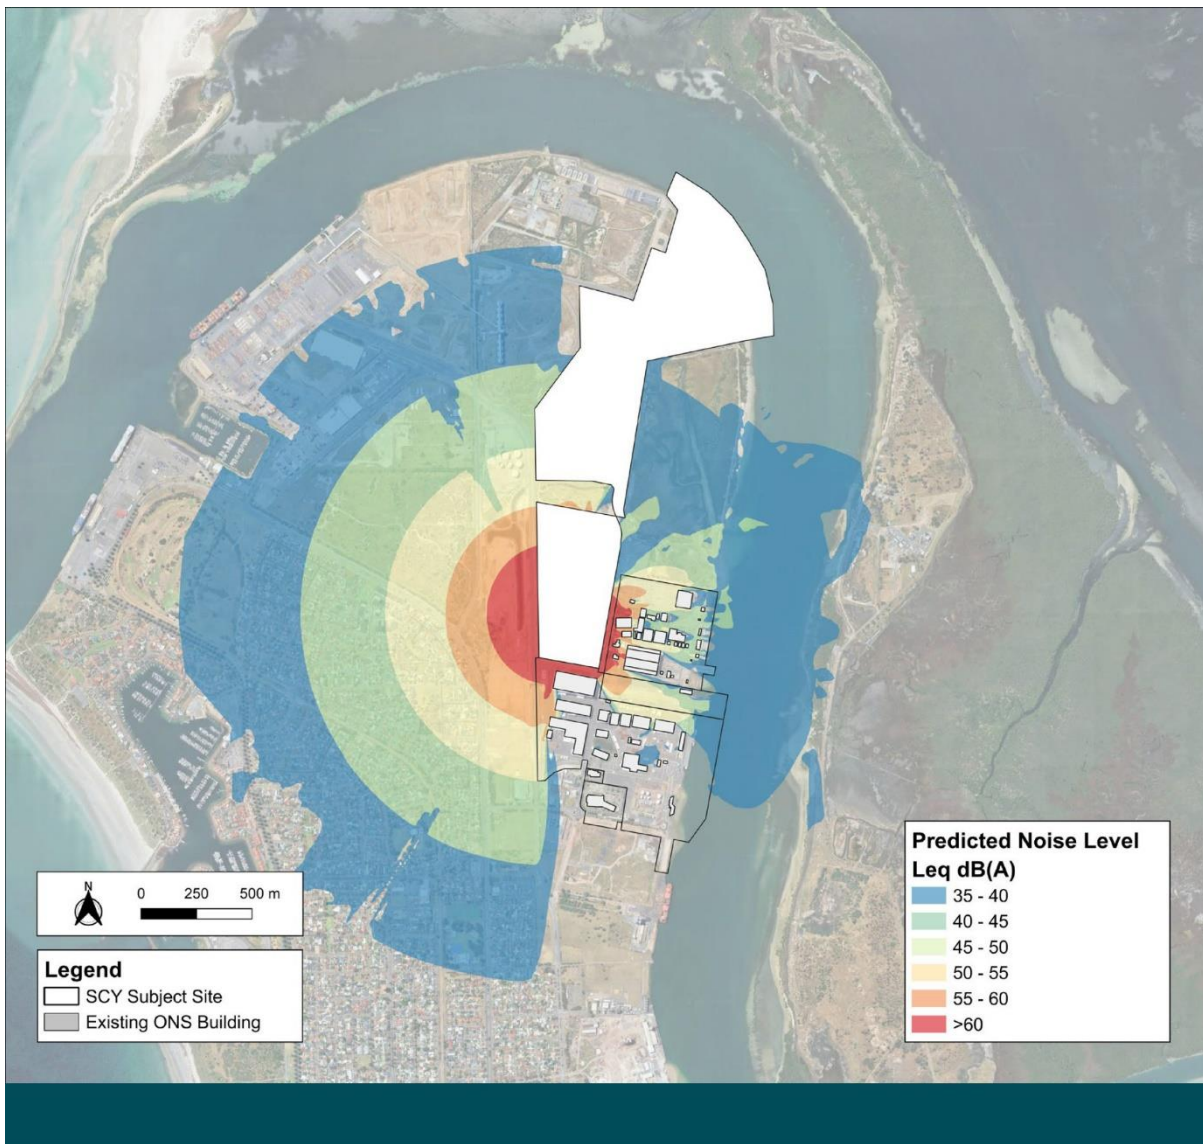 N
0 250 500 m
Legend
SCY Subject Site
Existing ONS Building
Predicted Noise Level
Leq dB(A)
35 - 40
40 - 45
45 - 50
50 - 55
55 - 60
>60